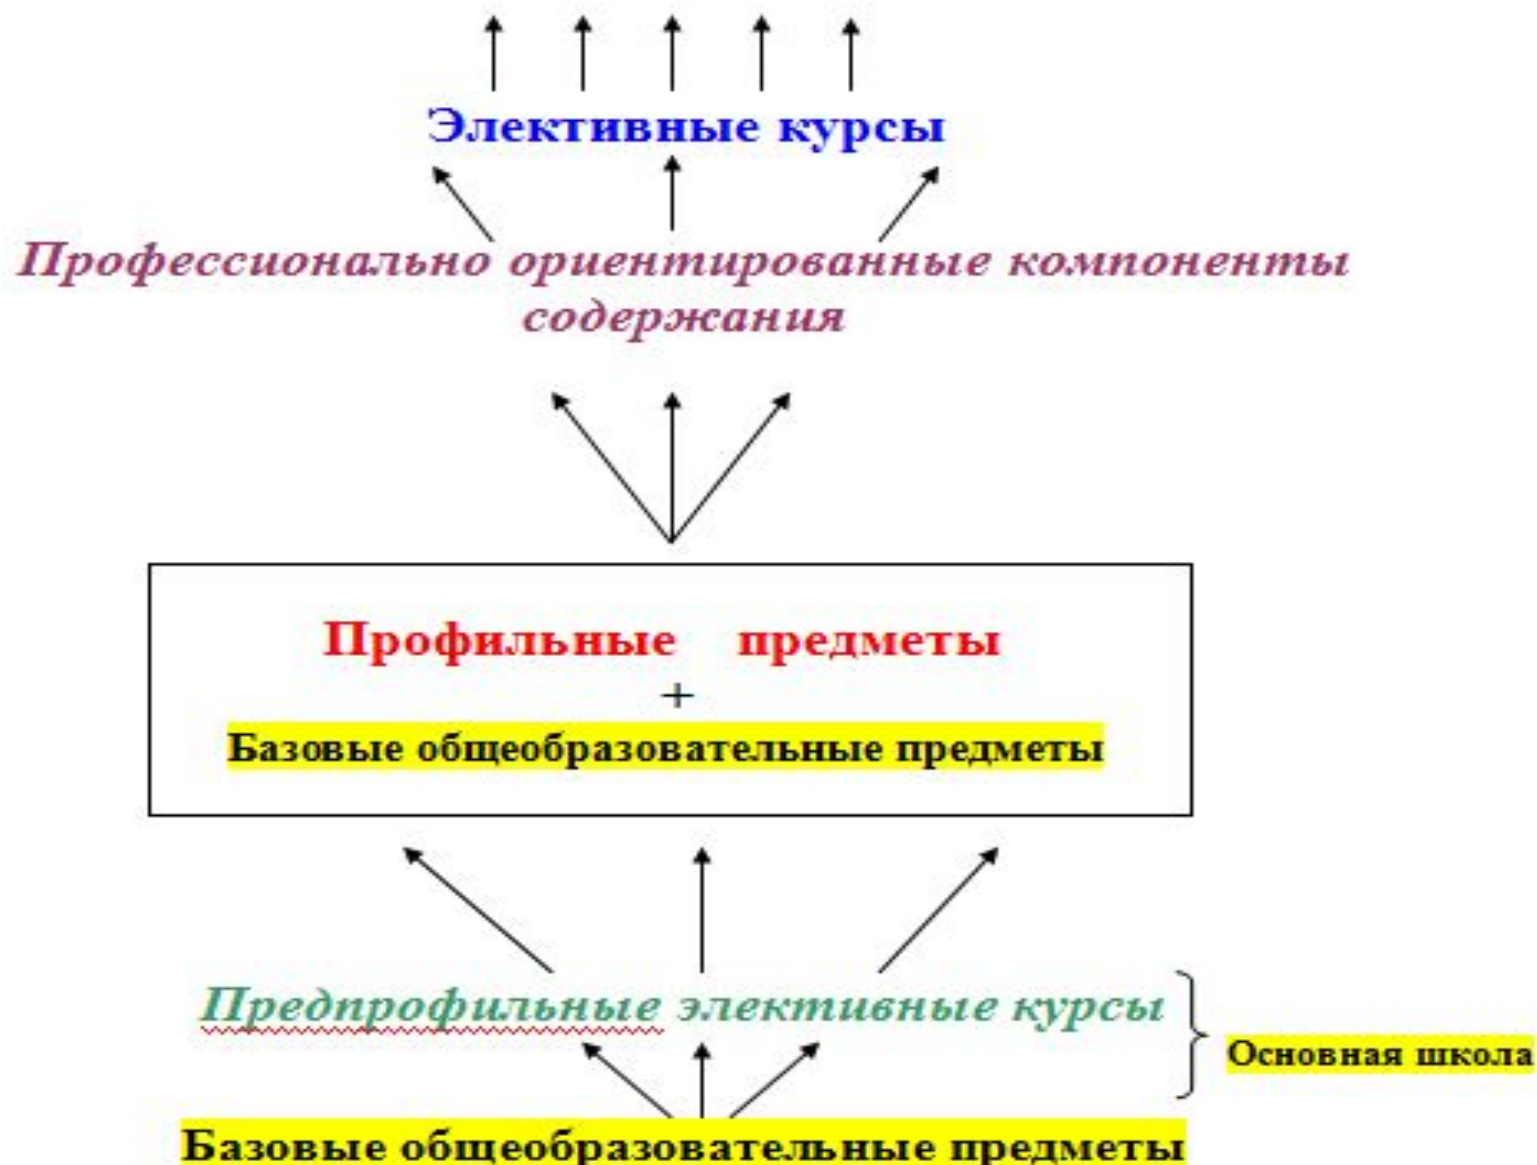 Элективные курсы
Профессионально ориентированные компоненты
содержания
Профильные предметы
+
Базовые общеобразовательные предметы
Предпрофильные элективные курсы
Основная школа
Базовые общеобразовательные предметы